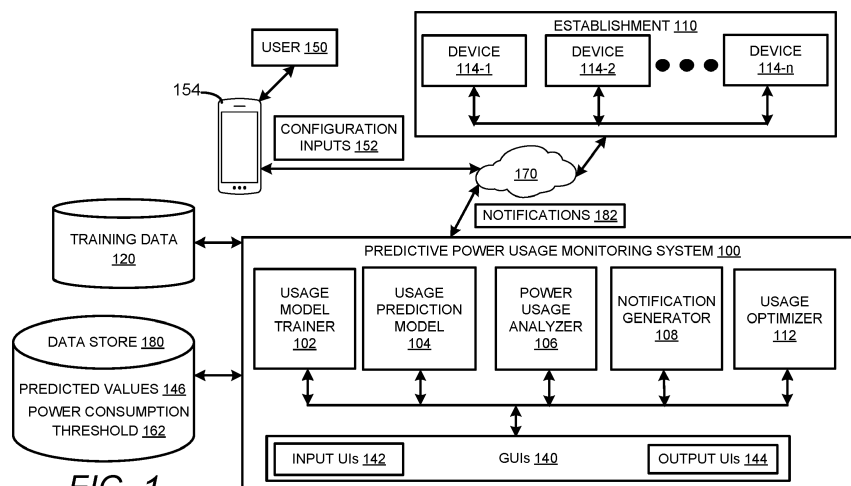 ESTABLISHMENT 110
USER 150
DEVICE
114-1
DEVICE
114-2
DEVICE
114-n
154
CONFIGURATION
INPUTS 152
170
NOTIFICATIONS 182
TRAINING DATA
120
PREDICTIVE POWER USAGE MONITORING SYSTEM 100
USAGE
MODEL
TRAINER
102
USAGE
PREDICTION
MODEL
104
POWER
USAGE
ANALYZER
106
NOTIFICATION
GENERATOR
108
USAGE
OPTIMIZER
112
DATA STORE 180
PREDICTED VALUES 146
POWER CONSUMPTION
THRESHOLD 162
INPUT UIs 142
GUIs 140
OUTPUT UIs 144
FIG. 1